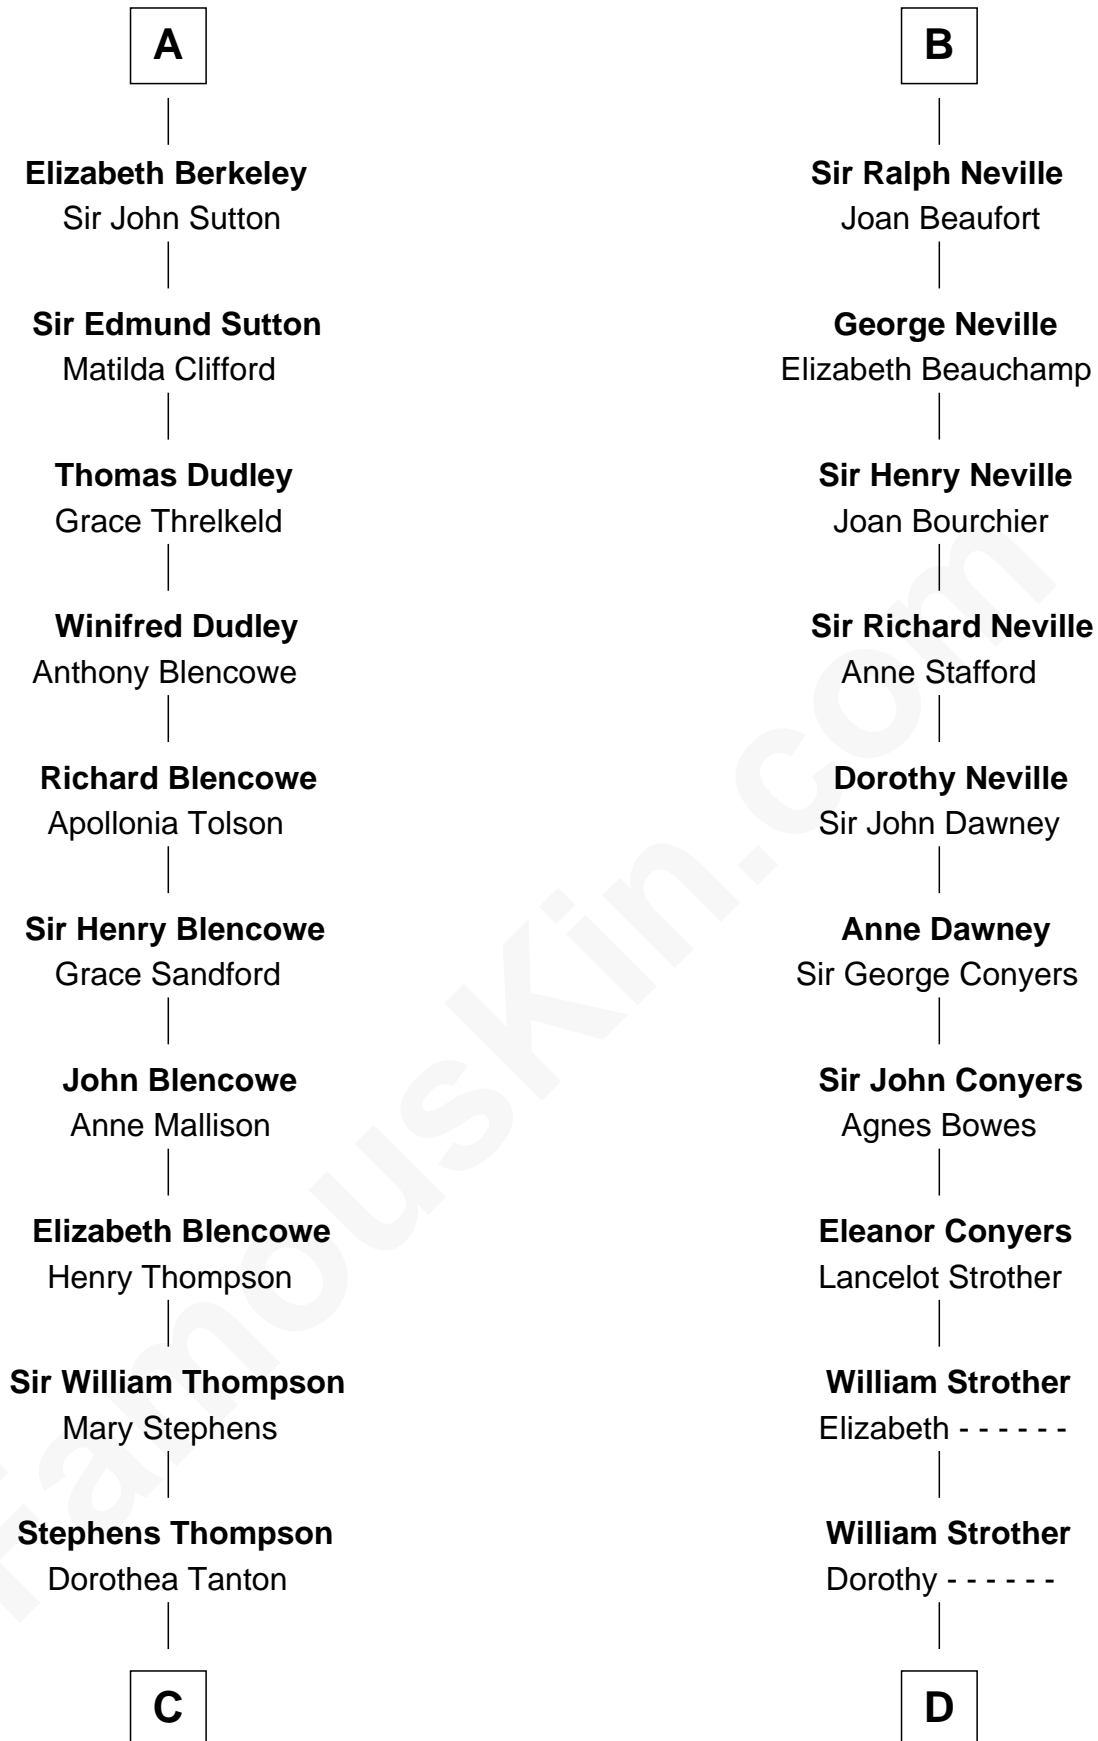 A
Elizabeth Berkeley
Sir John Sutton
Sir Edmund Sutton
Matilda Clifford
Thomas Dudley
Grace Threlkeld
Winifred Dudley
Anthony Blencowe
Richard Blencowe
Apollonia Tolson
Sir Henry Blencowe
Grace Sandford
John Blencowe
Anne Mallison
Elizabeth Blencowe
Henry Thompson
Sir William Thompson
Mary Stephens
Stephens Thompson
Dorothea Tanton
C
B
Sir Ralph Neville
Joan Beaufort
George Neville
Elizabeth Beauchamp
Sir Henry Neville
Joan Bourchier
Sir Richard Neville
Anne Stafford
Dorothy Neville
Sir John Dawney
Anne Dawney
Sir George Conyers
Sir John Conyers
Agnes Bowes
Eleanor Conyers
Lancelot Strother
William Strother
Elizabeth - - - - - -
William Strother
Dorothy - - - - - -
D
FamousKin.com